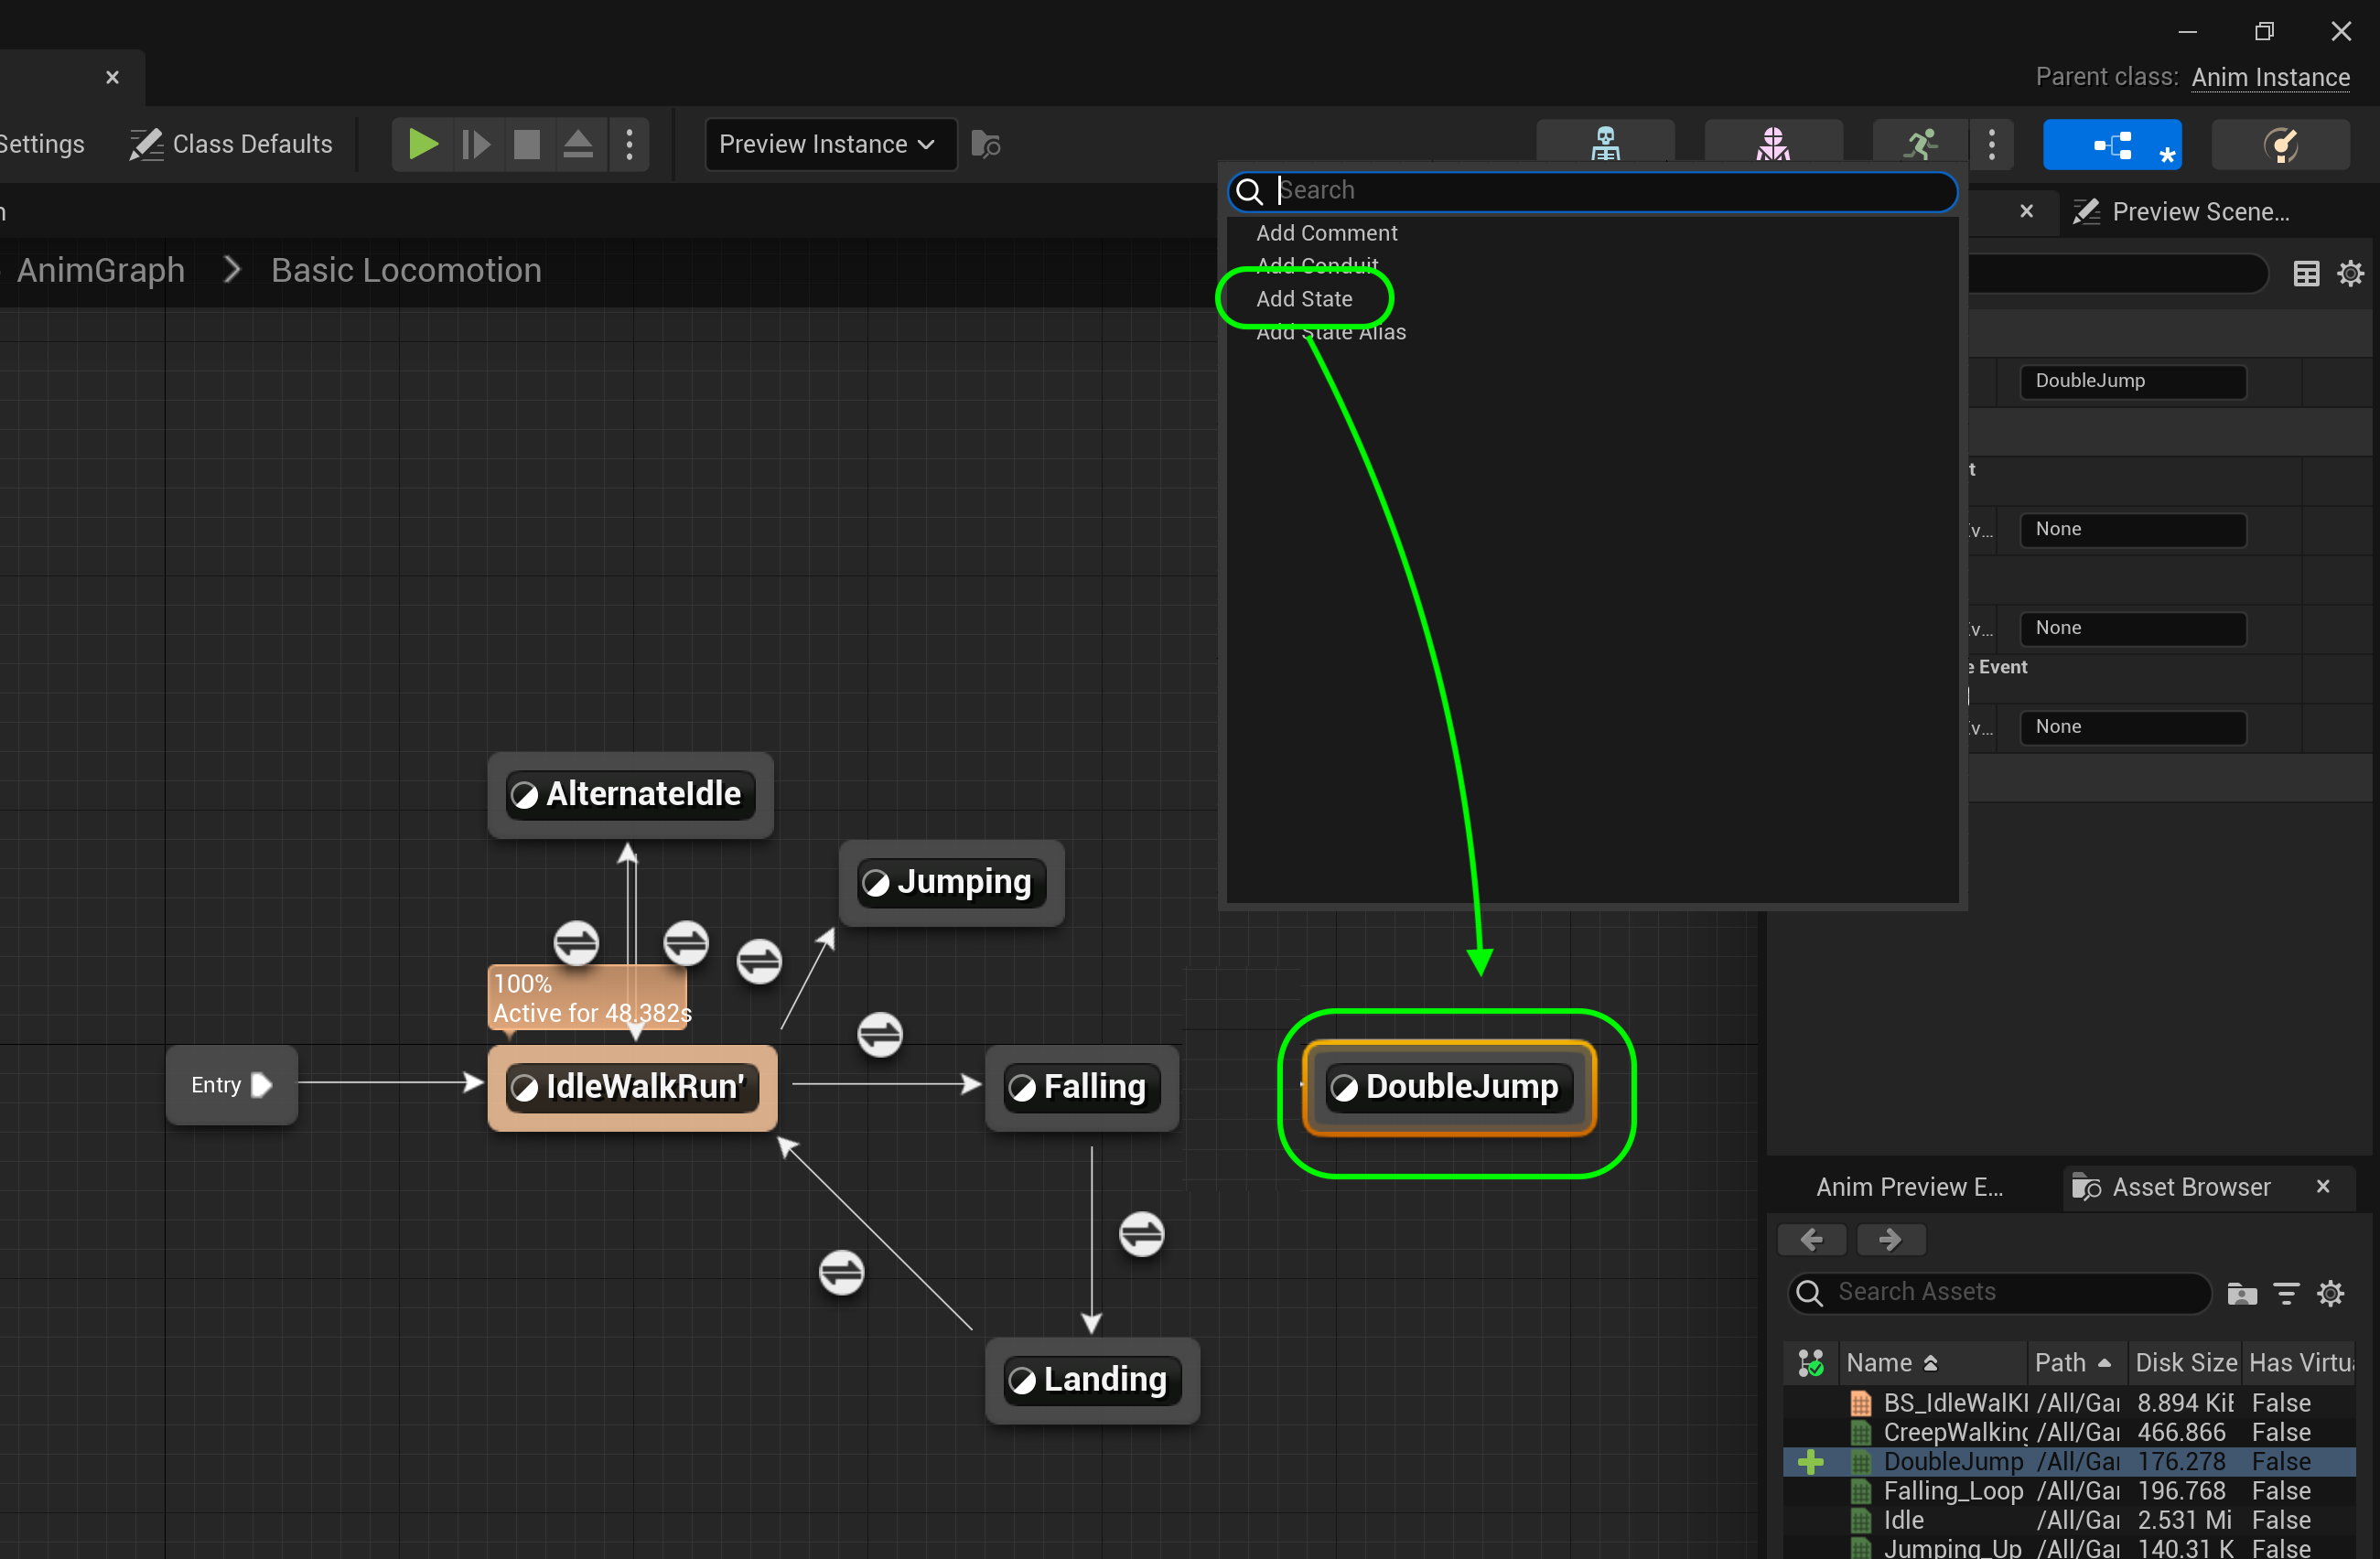 Parent class: Anim Instance
Settings
Class Defaults
Preview Instance
Search
Add Comment
Add Conduit
Add State
Add State Alias
Preview Scene...
AnimGraph > Basic Locomotion
DoubleJump
None
None
e Event
None
AlternateIdle
Jumping
100%
Active for 48.382s
Entry
IdleWalkRun'
Falling
DoubleJump
Landing
Anim Preview E...
Asset Browser
Search Assets
Name Path Disk Size Has Virtu
BS_IdleWalkl /All/Gai 8.894 KiE False
CreepWalking /All/Gai 466.866 False
DoubleJump /All/Gai 176.278 False
Falling_Loop /All/Gai 196.768 False
Idle /All/Gai 2.531 Mi False
Jumping_Up /All/Gai 140.31 K False